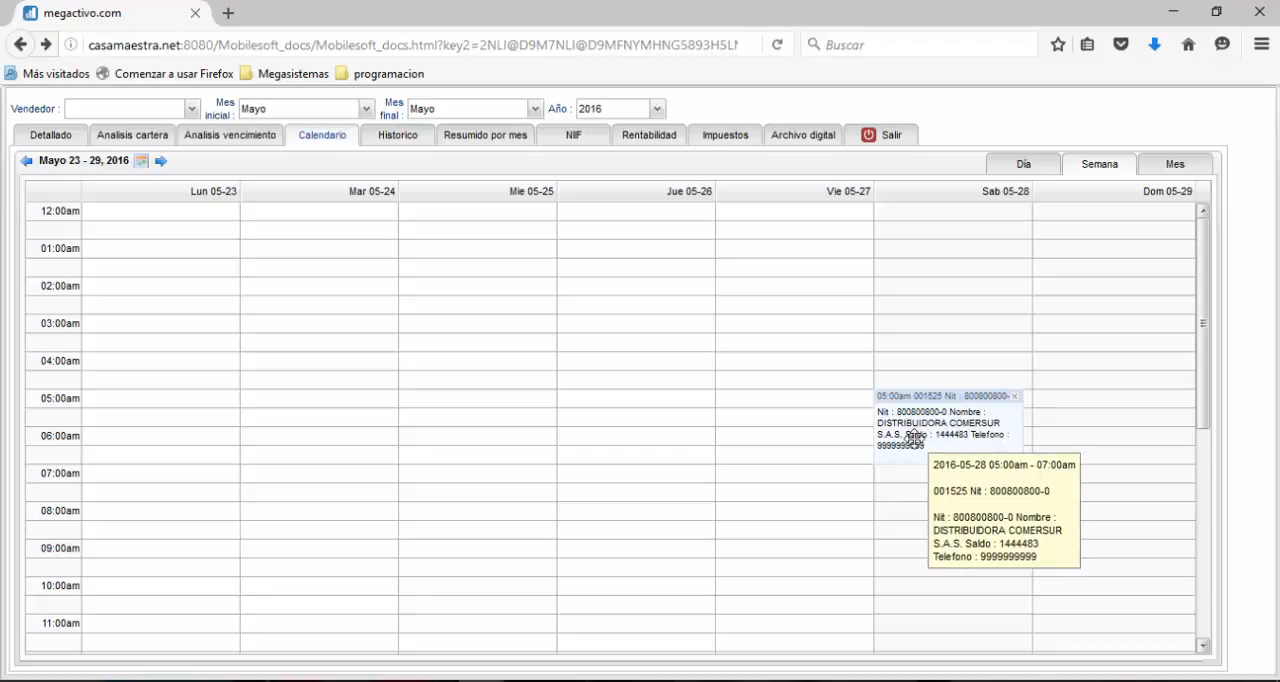 megactivo.com
casamaestra.net:8080/Mobilesoft_docs/Mobilesoft_docs.html?key2=2NLI@D9M7NLI@D9MFNYMHNG5893H5LN
Buscar
Más visitados Comenzar a usar Firefox Megasistemas programacion
Vendedor : Mes inicial : Mayo Mes final : Mayo Año : 2016
Detallado Analisis cartera Analisis vencimiento Calendario Historico Resumido por mes NIIF Rentabilidad Impuestos Archivo digital Salir
Mayo 23 - 29, 2016 Día Semana Mes
Lun 05-23 Mar 05-24 Mie 05-25 Jue 05-26 Vie 05-27 Sab 05-28 Dom 05-29
12:00am
01:00am
02:00am
03:00am
04:00am
05:00am
05:00am 001525 Nit : 800800800-
Nit : 800800800-0 Nombre :
DISTRIBUIDORA COMERSUR
S.A.S. Saldo : 1444483 Telefono :
9999999999
06:00am
07:00am
08:00am
09:00am
10:00am
11:00am
2016-05-28 05:00am - 07:00am
001525 Nit : 800800800-0
Nit : 800800800-0 Nombre :
DISTRIBUIDORA COMERSUR
S.A.S. Saldo : 1444483
Telefono : 9999999999